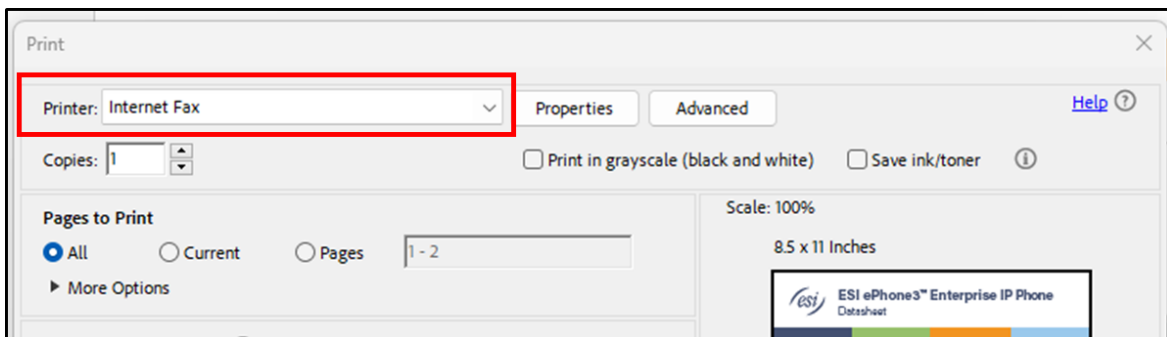 Print
Printer: Internet Fax
Properties
Advanced
Help
Copies: 1
Print in grayscale (black and white)
Save ink/toner
Pages to Print
All
Current
Pages
1 - 2
More Options
Scale: 100%
8.5 x 11 Inches
esi
ESI ePhone3™ Enterprise IP Phone
Datasheet